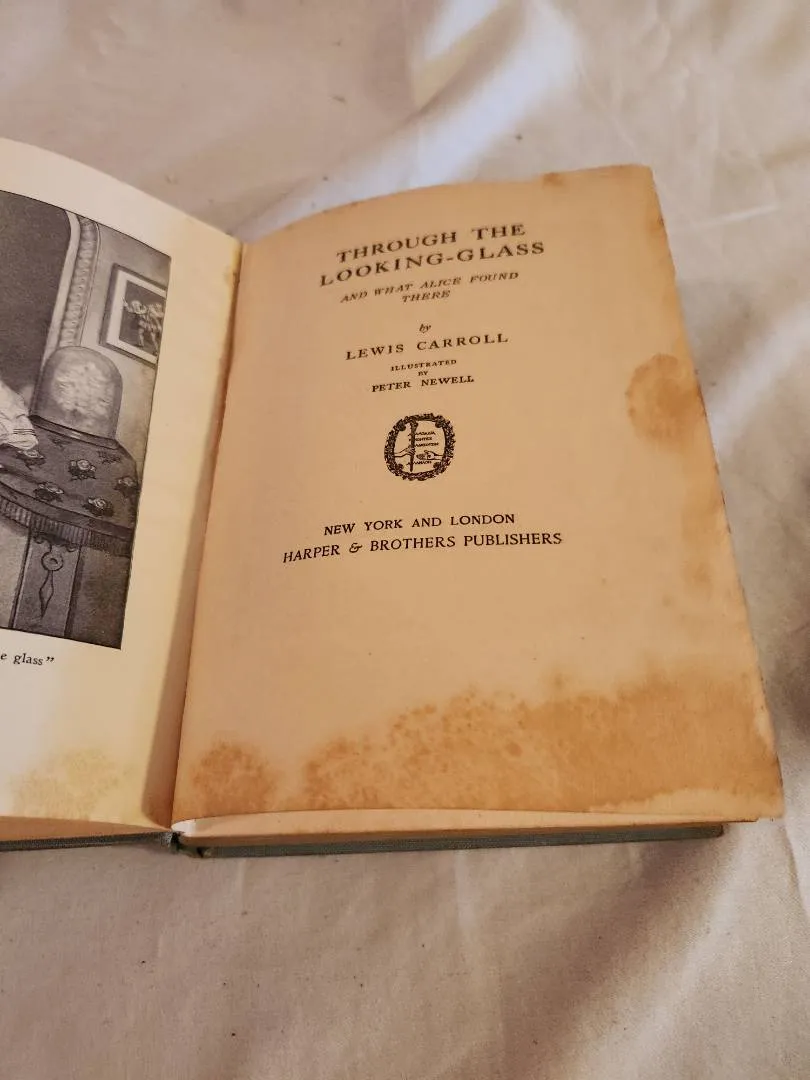 THROUGH THE
LOOKING-GLASS
AND WHAT ALICE FOUND
THERE
by
LEWIS CARROLL
ILLUSTRATED
BY
PETER NEWELL
NEW YORK AND LONDON
HARPER & BROTHERS PUBLISHERS
e glass”